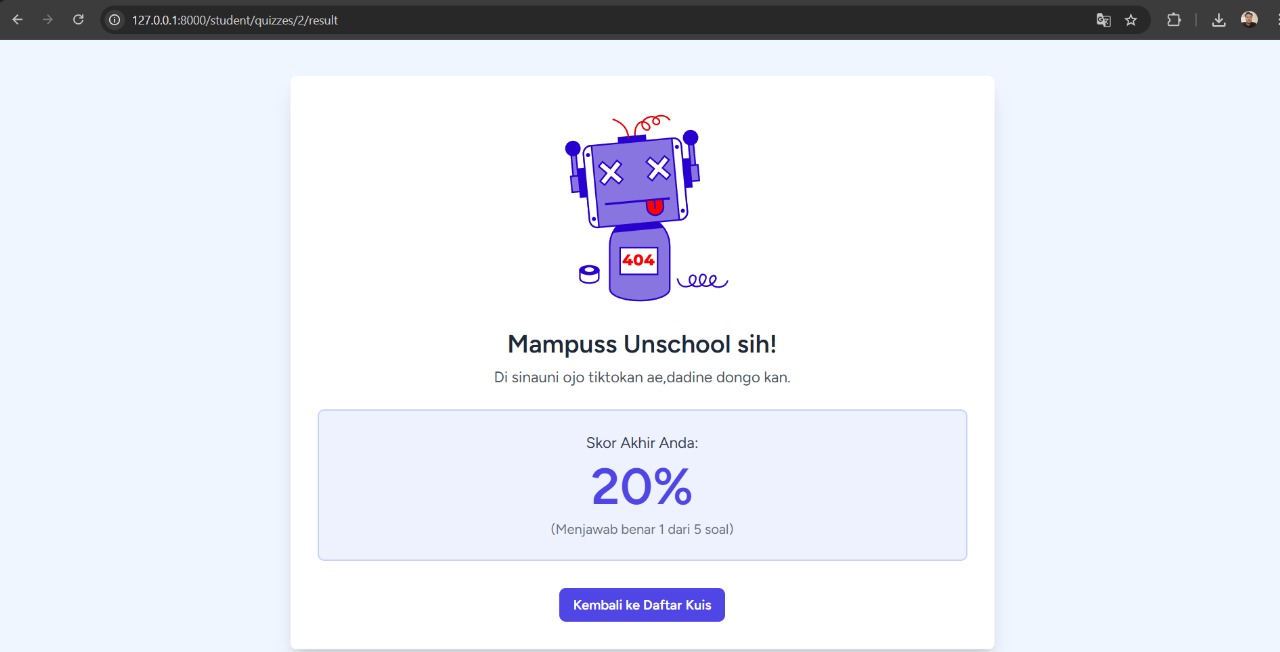 127.0.0.1:8000/student/quizzes/2/result
404
Mampuss Unschool sih!
Di sinauni ojo tiktokan ae,dadine dongo kan.
Skor Akhir Anda:
20%
(Menjawab benar 1 dari 5 soal)
Kembali ke Daftar Kuis